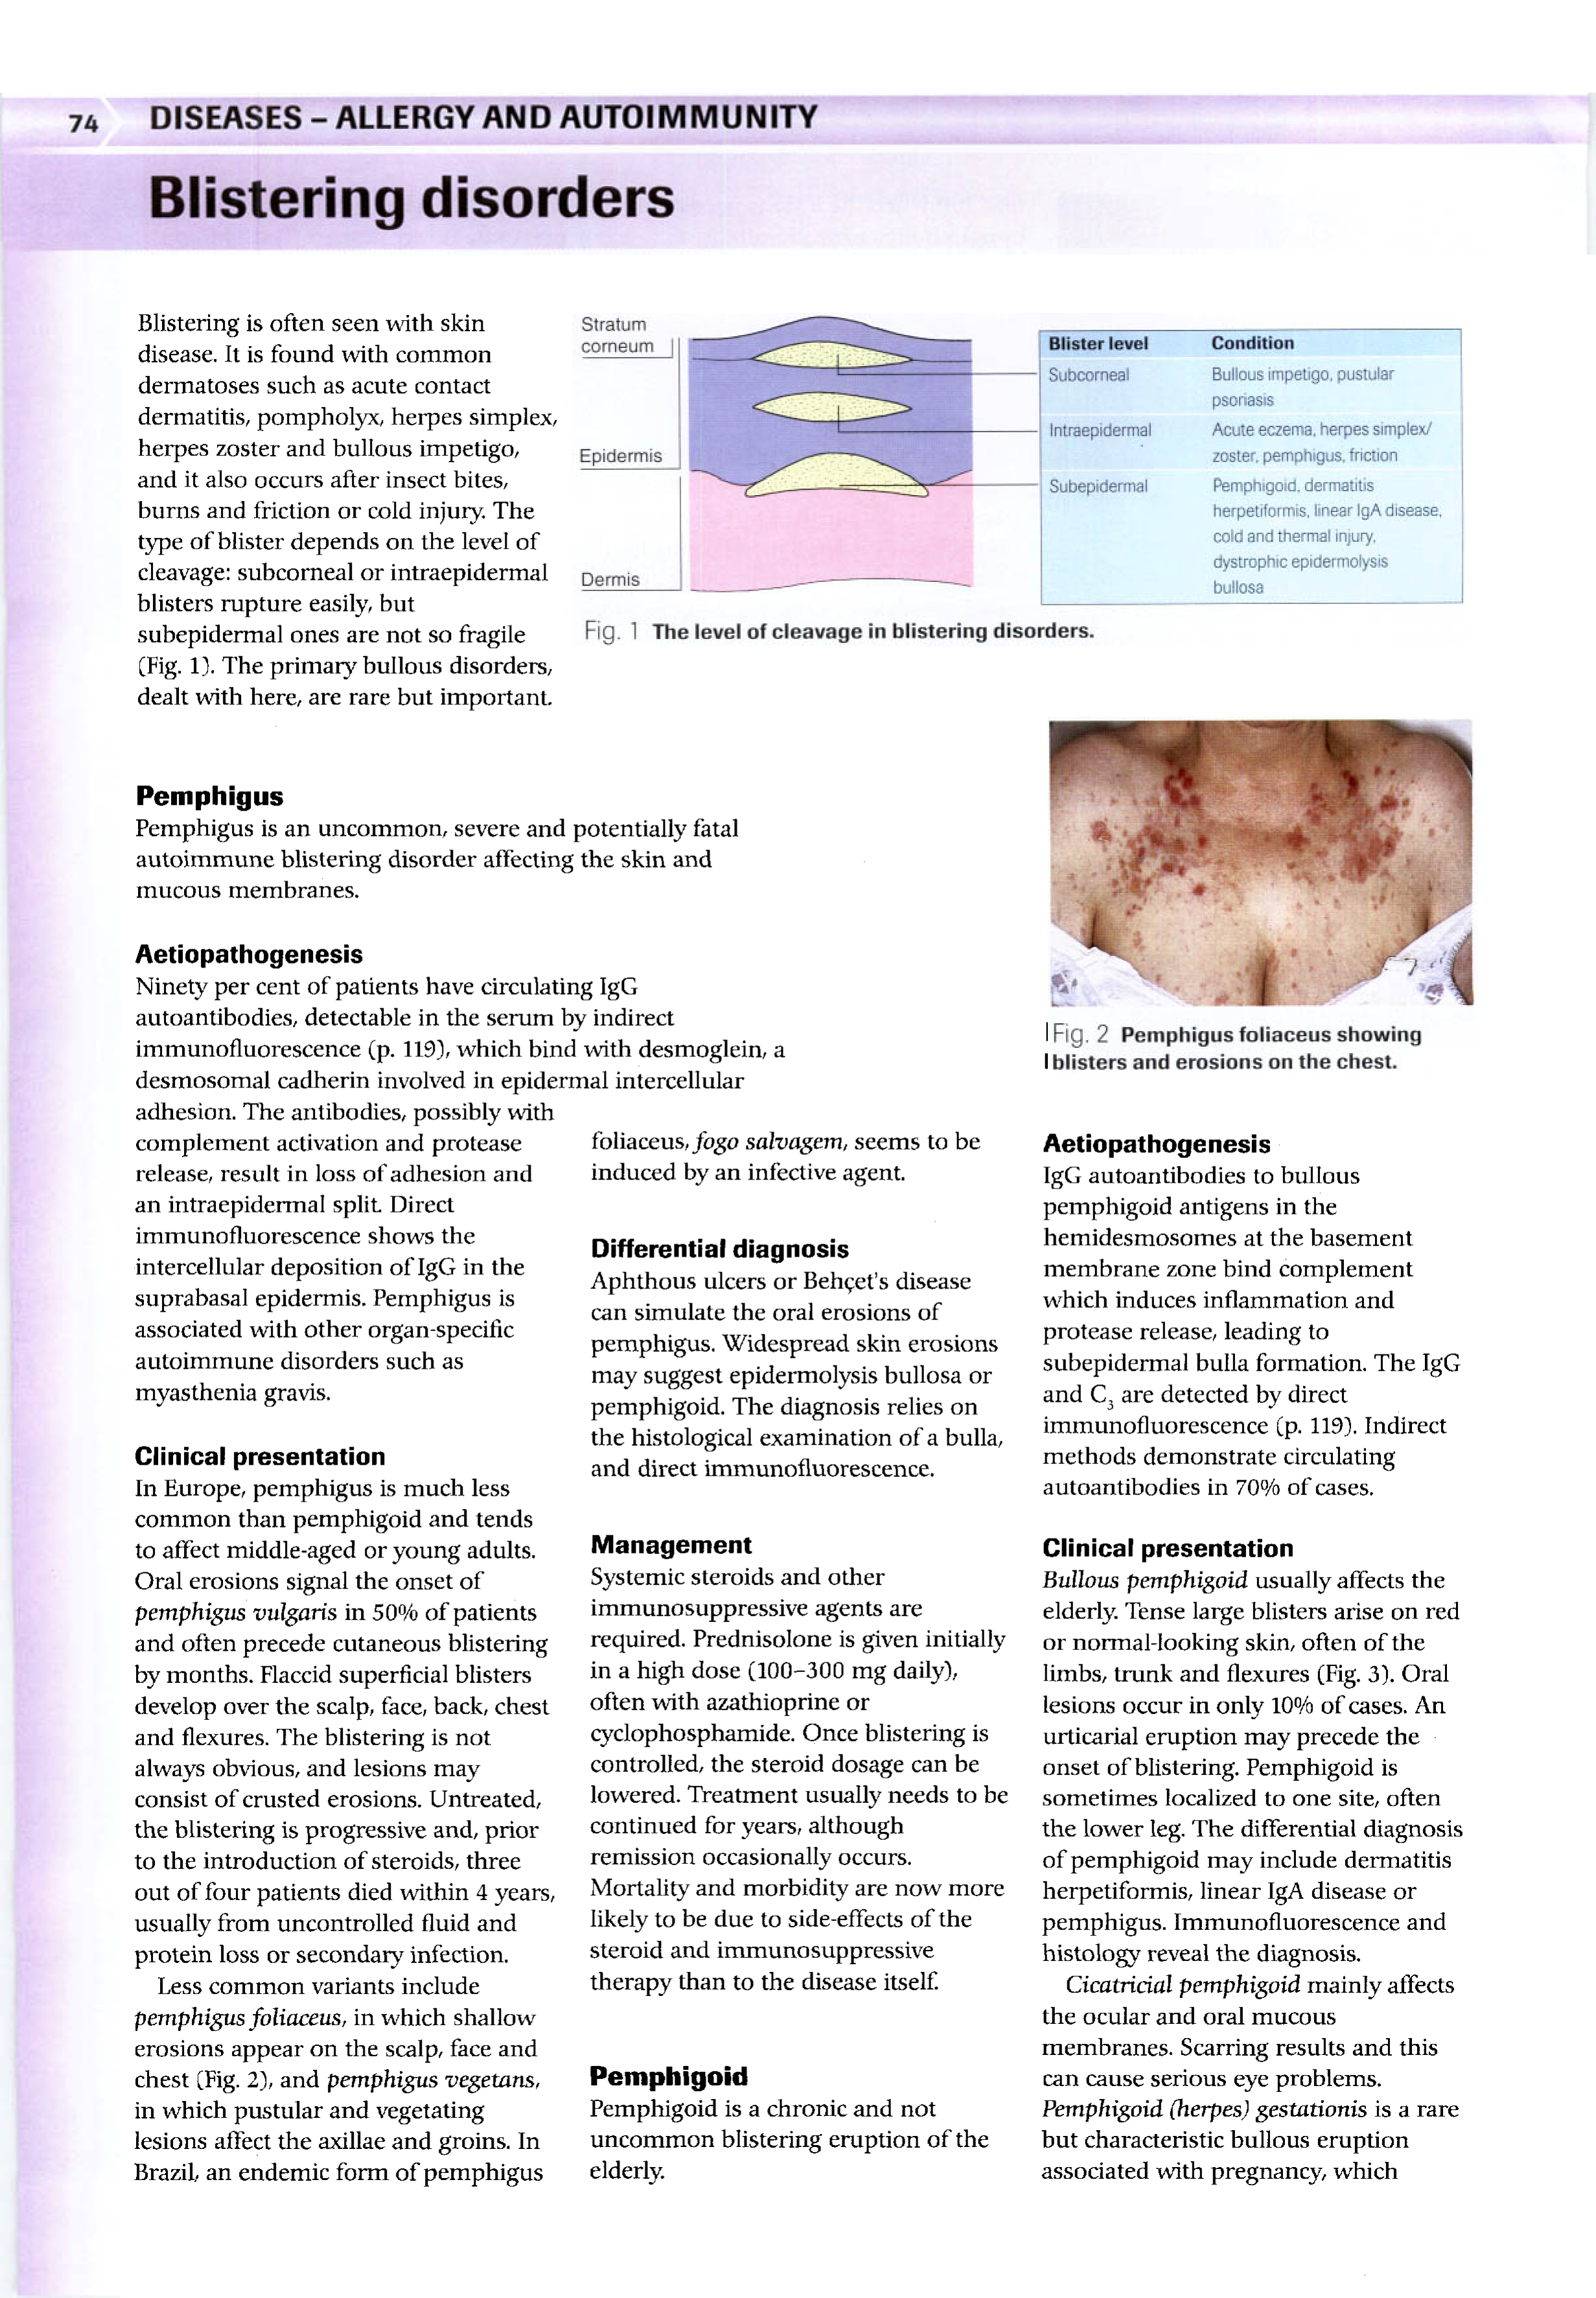 74
DISEASES – ALLERGY AND AUTOIMMUNITY
Blistering disorders
Blistering is often seen with skin
disease. It is found with common
dermatoses such as acute contact
dermatitis, pompholyx, herpes simplex,
herpes zoster and bullous impetigo,
and it also occurs after insect bites,
burns and friction or cold injury. The
type of blister depends on the level of
cleavage: subcorneal or intraepidermal
blisters rupture easily, but
subepidermal ones are not so fragile
(Fig. 1). The primary bullous disorders,
dealt with here, are rare but important.
Stratum
corneum
Epidermis
Dermis
Blister level Condition
Subcorneal Bullous impetigo, pustular
psoriasis
Intraepidermal Acute eczema, herpes simplex/
zoster, pemphigus, friction
Subepidermal Pemphigoid, dermatitis
herpetiformis, linear IgA disease,
cold and thermal injury,
dystrophic epidermolysis
bullosa
Fig. 1 The level of cleavage in blistering disorders.
Pemphigus
Pemphigus is an uncommon, severe and potentially fatal
autoimmune blistering disorder affecting the skin and
mucous membranes.
Aetiopathogenesis
Ninety per cent of patients have circulating IgG
autoantibodies, detectable in the serum by indirect
immunofluorescence (p. 119), which bind with desmoglein, a
desmosomal cadherin involved in epidermal intercellular
adhesion. The antibodies, possibly with
complement activation and protease
release, result in loss of adhesion and
an intraepidermal split. Direct
immunofluorescence shows the
intercellular deposition of IgG in the
suprabasal epidermis. Pemphigus is
associated with other organ-specific
autoimmune disorders such as
myasthenia gravis.
Clinical presentation
In Europe, pemphigus is much less
common than pemphigoid and tends
to affect middle-aged or young adults.
Oral erosions signal the onset of
pemphigus vulgaris in 50% of patients
and often precede cutaneous blistering
by months. Flaccid superficial blisters
develop over the scalp, face, back, chest
and flexures. The blistering is not
always obvious, and lesions may
consist of crusted erosions. Untreated,
the blistering is progressive and, prior
to the introduction of steroids, three
out of four patients died within 4 years,
usually from uncontrolled fluid and
protein loss or secondary infection.
Less common variants include
pemphigus foliaceus, in which shallow
erosions appear on the scalp, face and
chest (Fig. 2), and pemphigus vegetans,
in which pustular and vegetating
lesions affect the axillae and groins. In
Brazil, an endemic form of pemphigus
foliaceus, fogo salvagem, seems to be
induced by an infective agent.
Differential diagnosis
Aphthous ulcers or Behçet's disease
can simulate the oral erosions of
pemphigus. Widespread skin erosions
may suggest epidermolysis bullosa or
pemphigoid. The diagnosis relies on
the histological examination of a bulla,
and direct immunofluorescence.
Management
Systemic steroids and other
immunosuppressive agents are
required. Prednisolone is given initially
in a high dose (100–300 mg daily),
often with azathioprine or
cyclophosphamide. Once blistering is
controlled, the steroid dosage can be
lowered. Treatment usually needs to be
continued for years, although
remission occasionally occurs.
Mortality and morbidity are now more
likely to be due to side-effects of the
steroid and immunosuppressive
therapy than to the disease itself.
Pemphigoid
Pemphigoid is a chronic and not
uncommon blistering eruption of the
elderly.
Fig. 2 Pemphigus foliaceus showing
blisters and erosions on the chest.
Aetiopathogenesis
IgG autoantibodies to bullous
pemphigoid antigens in the
hemidesmosomes at the basement
membrane zone bind complement
which induces inflammation and
protease release, leading to
subepidermal bulla formation. The IgG
and C₃ are detected by direct
immunofluorescence (p. 119). Indirect
methods demonstrate circulating
autoantibodies in 70% of cases.
Clinical presentation
Bullous pemphigoid usually affects the
elderly. Tense large blisters arise on red
or normal-looking skin, often of the
limbs, trunk and flexures (Fig. 3). Oral
lesions occur in only 10% of cases. An
urticarial eruption may precede the
onset of blistering. Pemphigoid is
sometimes localized to one site, often
the lower leg. The differential diagnosis
of pemphigoid may include dermatitis
herpetiformis, linear IgA disease or
pemphigus. Immunofluorescence and
histology reveal the diagnosis.
Cicatricial pemphigoid mainly affects
the ocular and oral mucous
membranes. Scarring results and this
can cause serious eye problems.
Pemphigoid (herpes) gestationis is a rare
but characteristic bullous eruption
associated with pregnancy, which